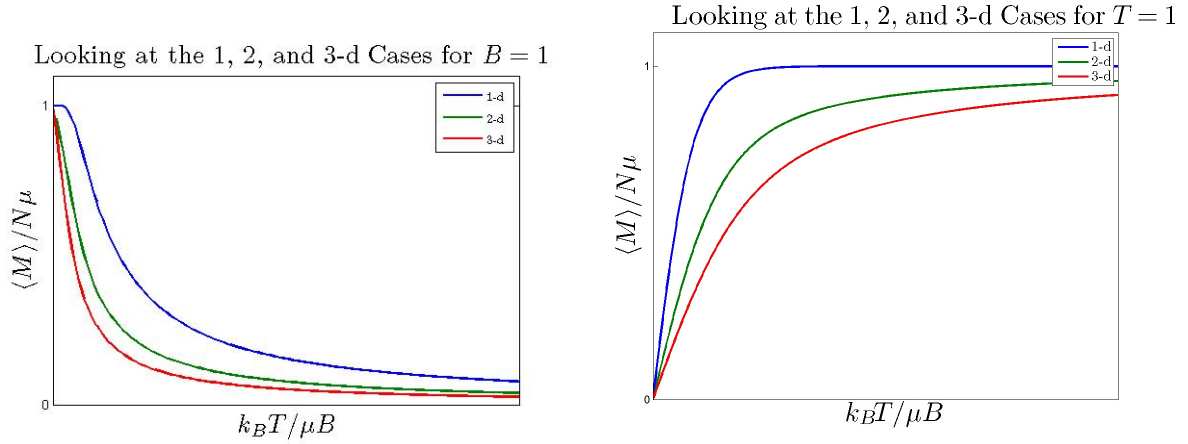 Looking at the 1, 2, and 3-d Cases for B = 1
1
1-d
2-d
3-d
⟨M⟩/Nμ
0
k_BT/μB
Looking at the 1, 2, and 3-d Cases for T = 1
1
1-d
2-d
3-d
⟨M⟩/Nμ
0
k_BT/μB